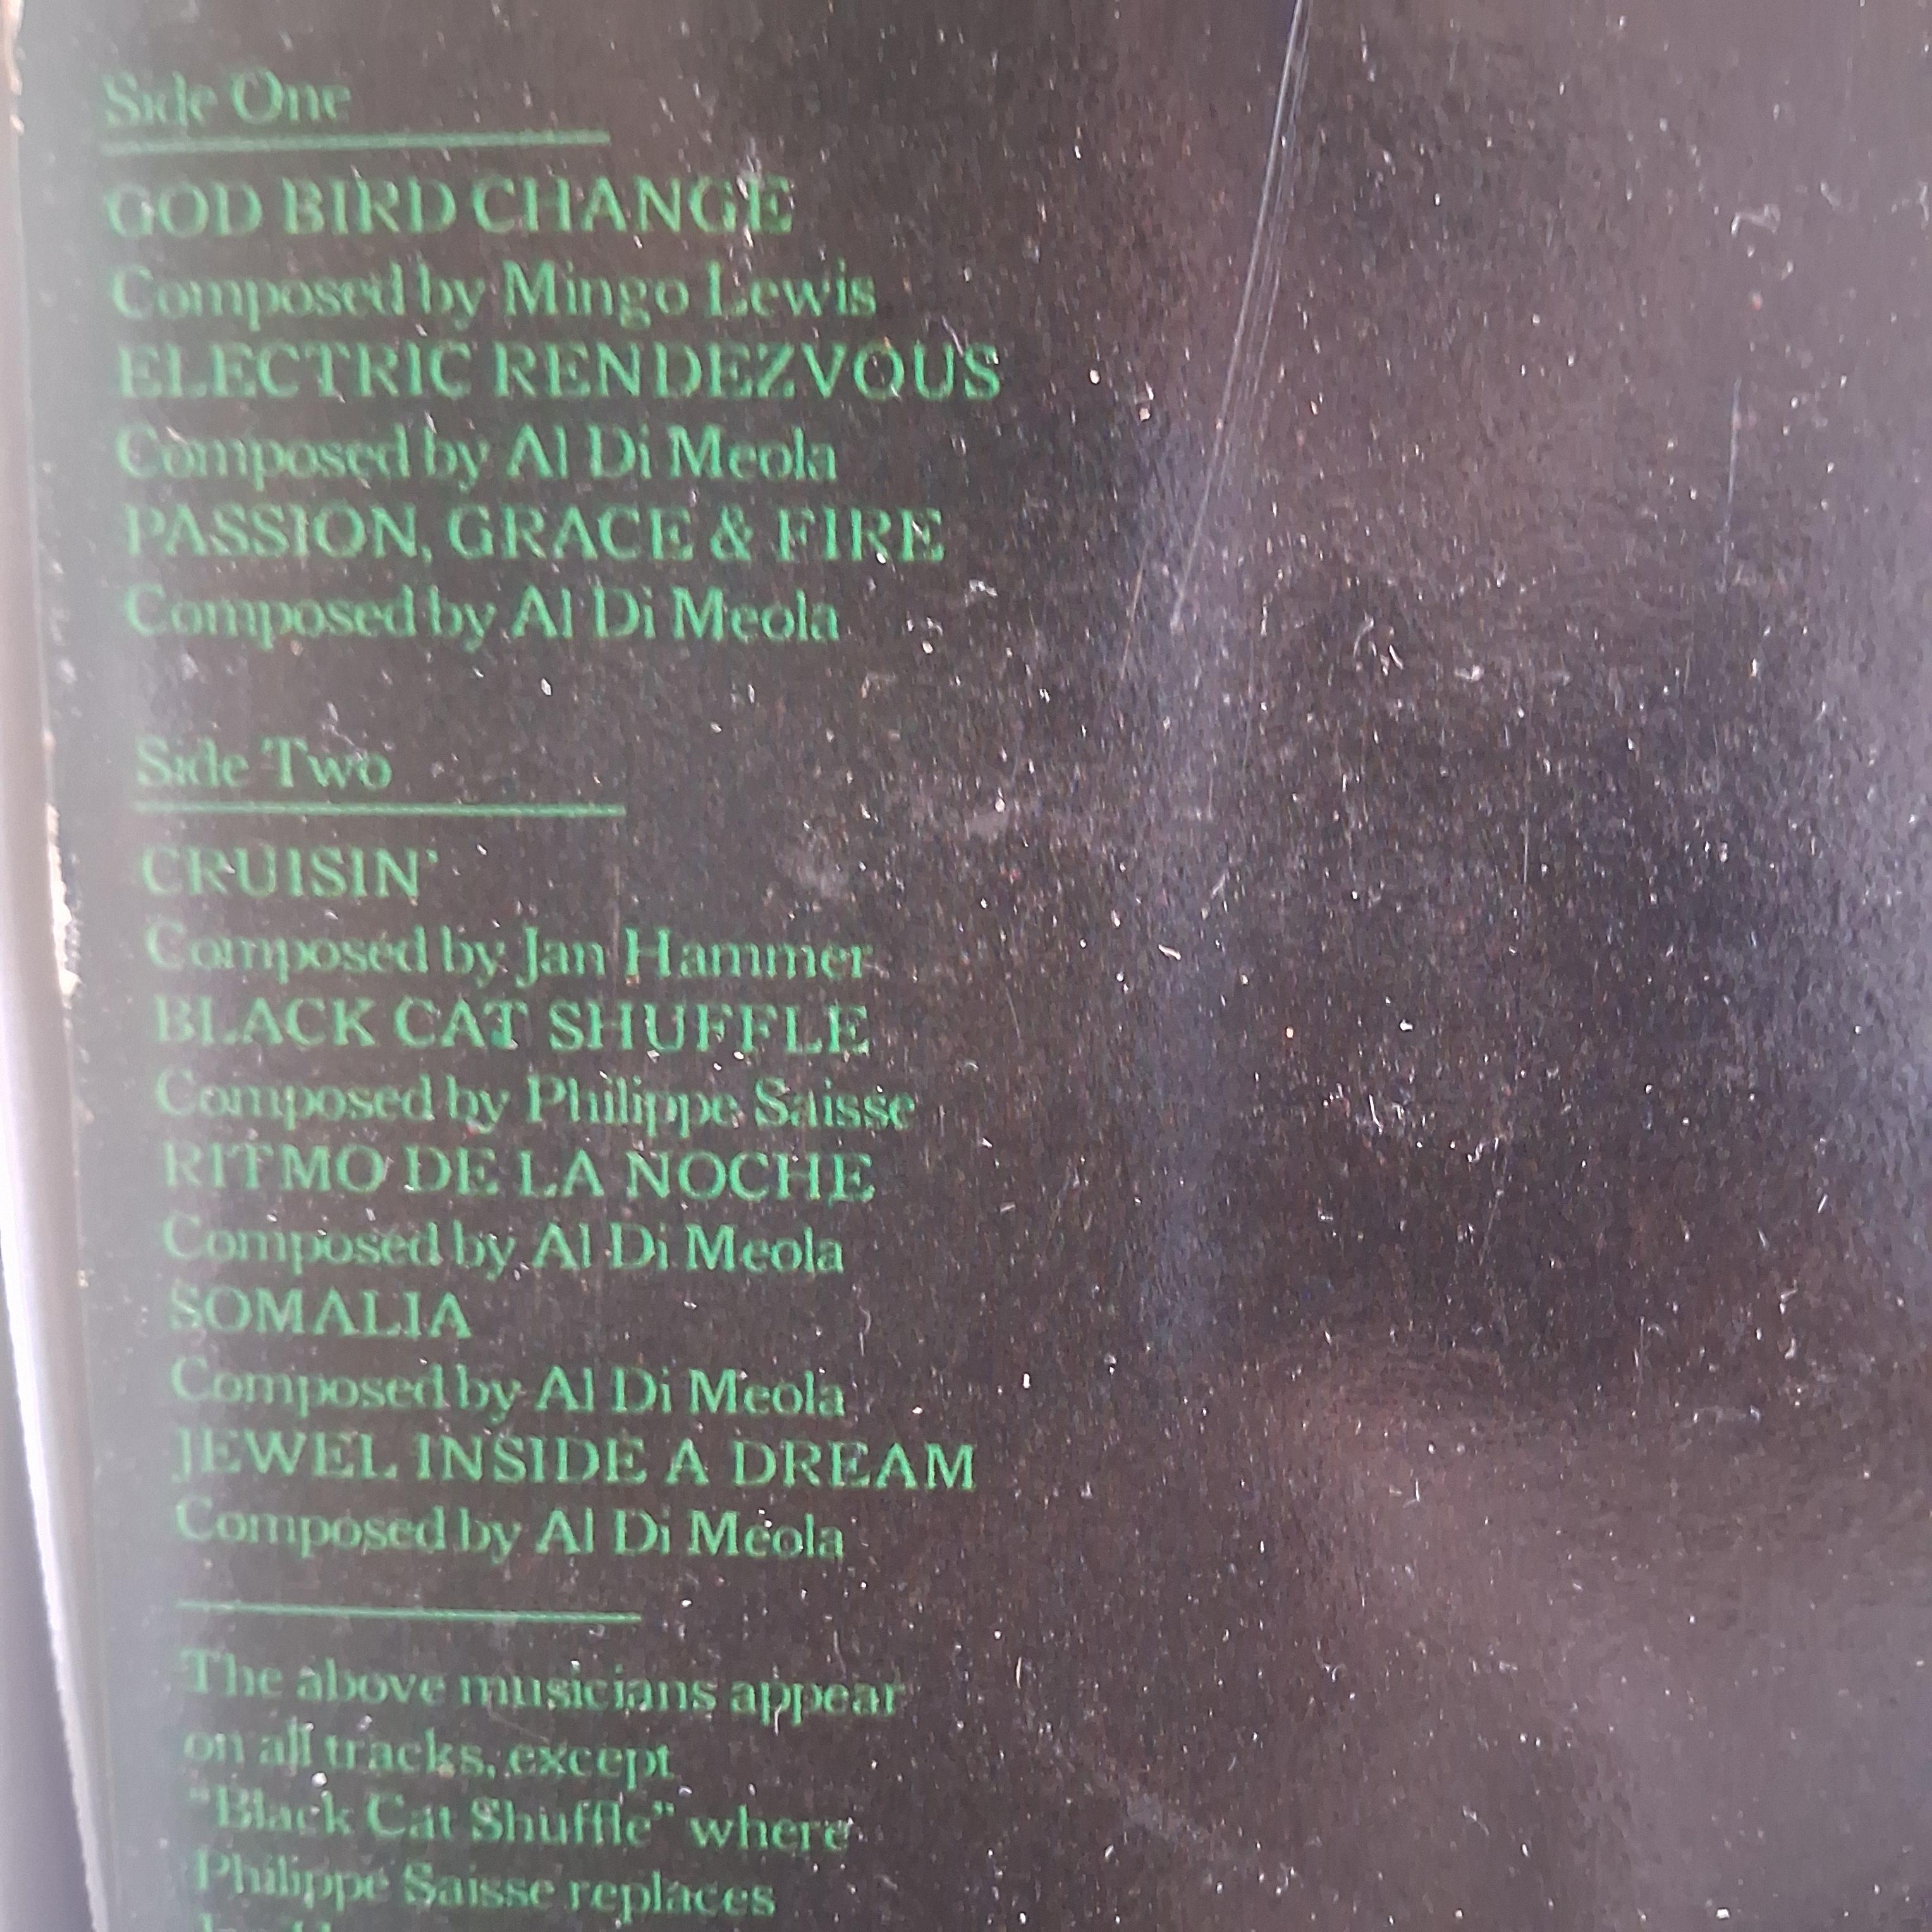 Side One
GOD BIRD CHANGE
Composed by Mingo Lewis
ELECTRIC RENDEZVOUS
Composed by Al Di Meola
PASSION, GRACE & FIRE
Composed by Al Di Meola
Side Two
CRUISIN'
Composed by Jan Hammer
BLACK CAT SHUFFLE
Composed by Philippe Saisse
RITMO DE LA NOCHE
Composed by Al Di Meola
SOMALIA
Composed by Al Di Meola
JEWEL INSIDE A DREAM
Composed by Al Di Meola
The above musicians appear
on all tracks, except
"Black Cat Shuffle" where
Philippe Saisse replaces